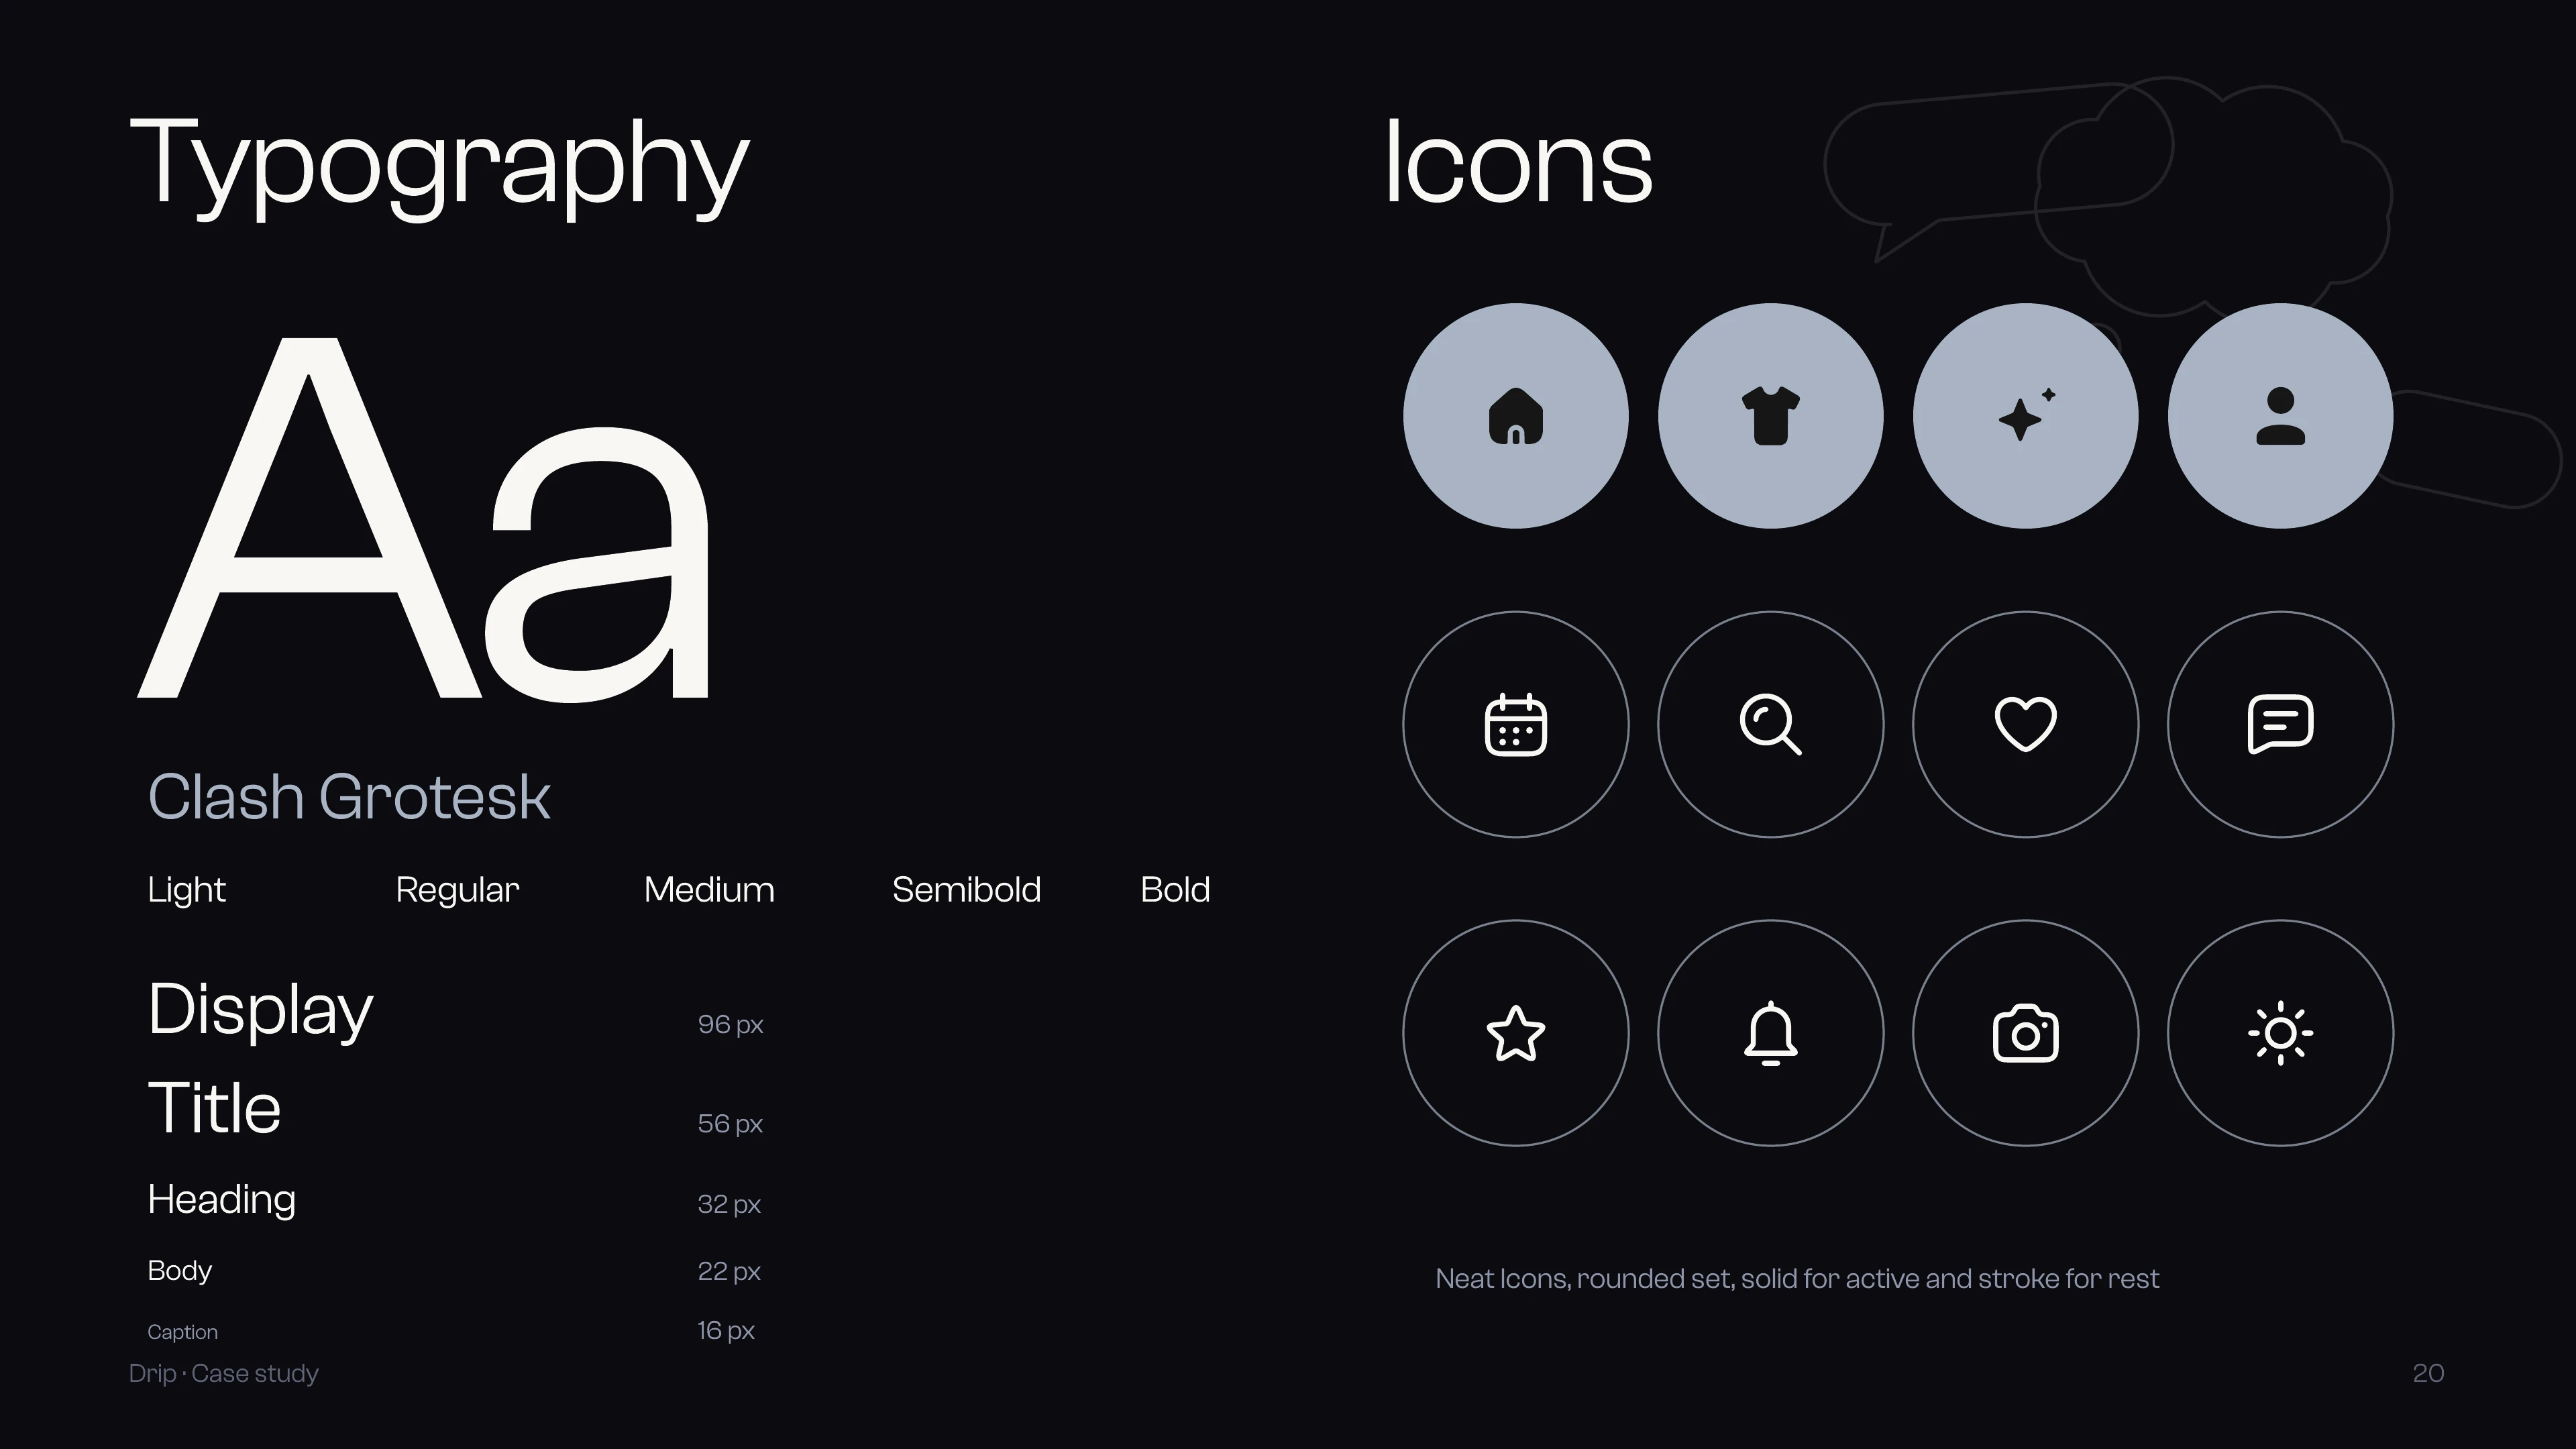 Typography
Aa
Clash Grotesk
Light Regular Medium Semibold Bold
Display 96 px
Title 56 px
Heading 32 px
Body 22 px
Caption 16 px
Icons
Neat Icons, rounded set, solid for active and stroke for rest
Drip · Case study
20